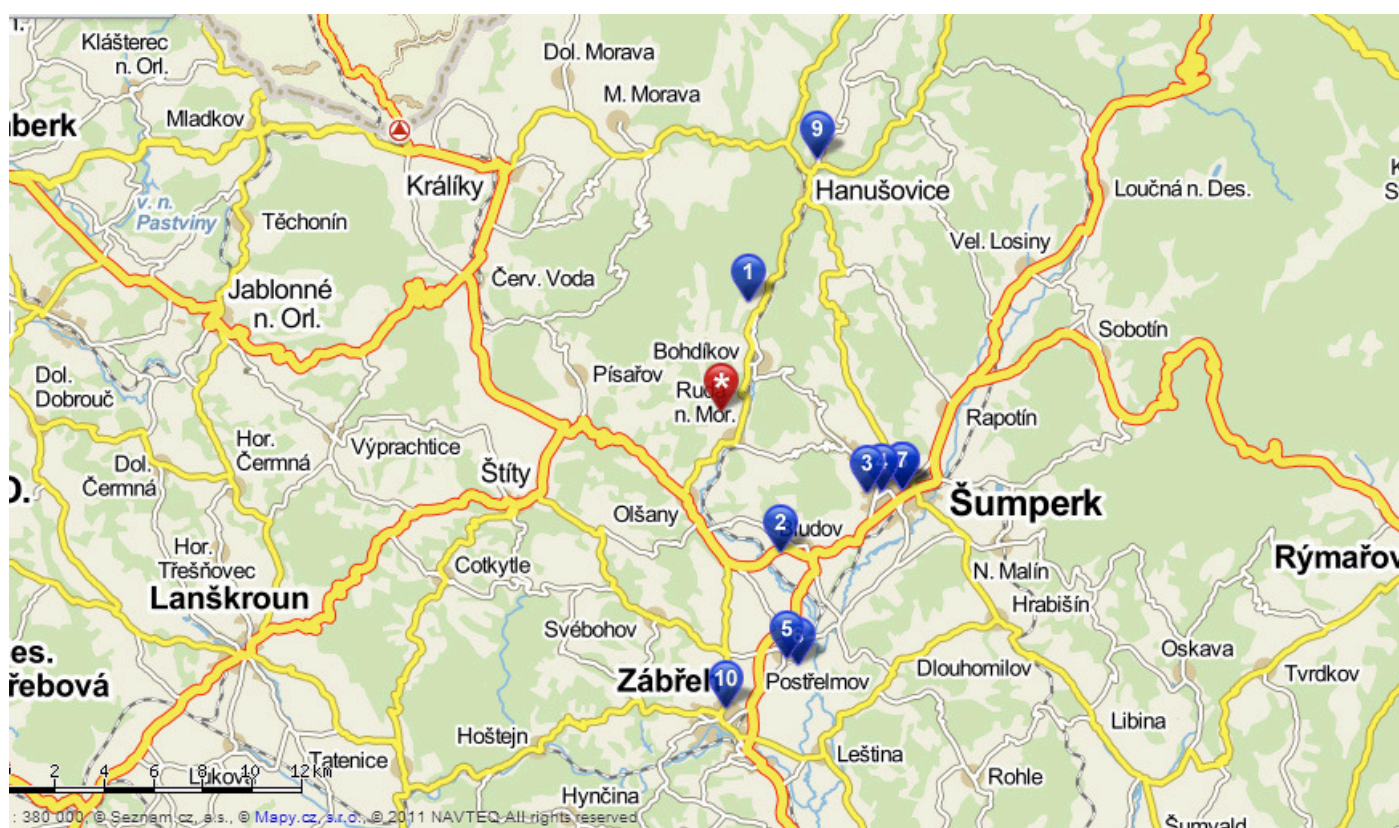 Klášterec
n. Orl.
Dol. Morava
M. Morava
Mladkov
berk
9
Králíky
Hanušovice
Loučná n. Des.
v. n.
Pastviny
Těchonín
Vel. Losiny
1
Červ. Voda
Jablonné
n. Orl.
Sobotín
Bohdíkov
Písařov
*
Ruda
n. Mor.
Dol.
Dobrouč
Rapotín
Hor.
Čermná
Výprachtice
Dol.
Čermná
Štíty
3
7
Šumperk
Olšany
2
Bludov
Hor.
Třešňovec
Cotkytle
Rýmařov
N. Malín
Lanškroun
Hrabišín
Svébohov
5
es.
řebová
Oskava
Tvrdkov
Dlouhomilov
Zábřeh
10
Postřelmov
Libina
Hoštejn
Leština
Tatenice
Rohle
2 4 6 8 10 12 km
Luková
Hynčina
Šumvald
: 380 000, © Seznam.cz, a.s., © Mapy.cz, s.r.o., © 2011 NAVTEQ All rights reserved